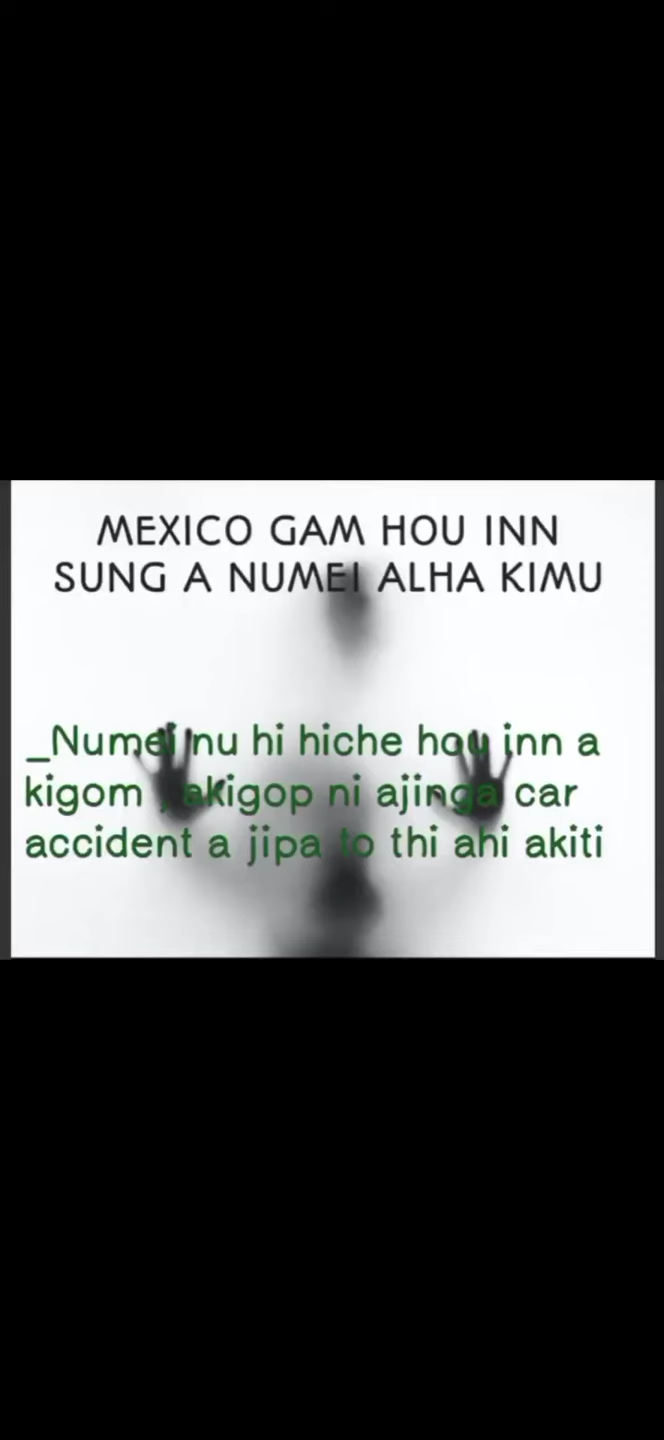 MEXICO GAM HOU INN
SUNG A NUMEI ALHA KIMU
_Numei nu hi hiche hou inn a
kigom , akigop ni ajinga car
accident a jipa to thi ahi akiti